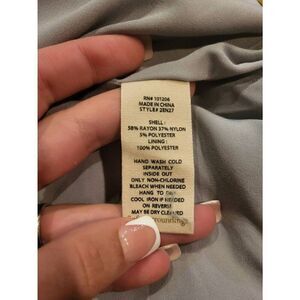 RN# 101206
MADE IN CHINA
STYLE# 2EN27
SHELL:
58% RAYON 37% NYLON
5% POLYESTER
LINING:
100% POLYESTER
HAND WASH COLD
SEPARATELY
INSIDE OUT
ONLY NON-CHLORINE
BLEACH WHEN NEEDED
HANG TO
COOL IRON IF NEEDED
ON REVERSE
MAY BE DRY CLEANED